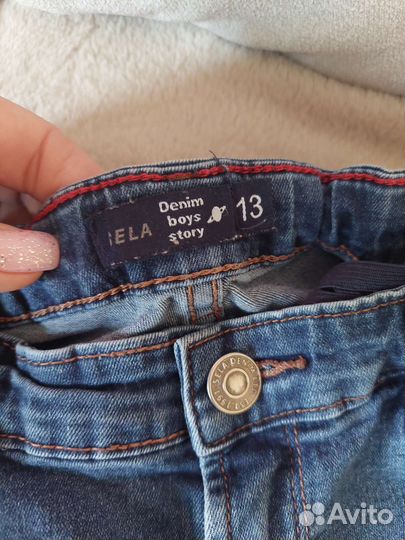 SELA
Denim
boys
story
13
SELA DENIM
Avito